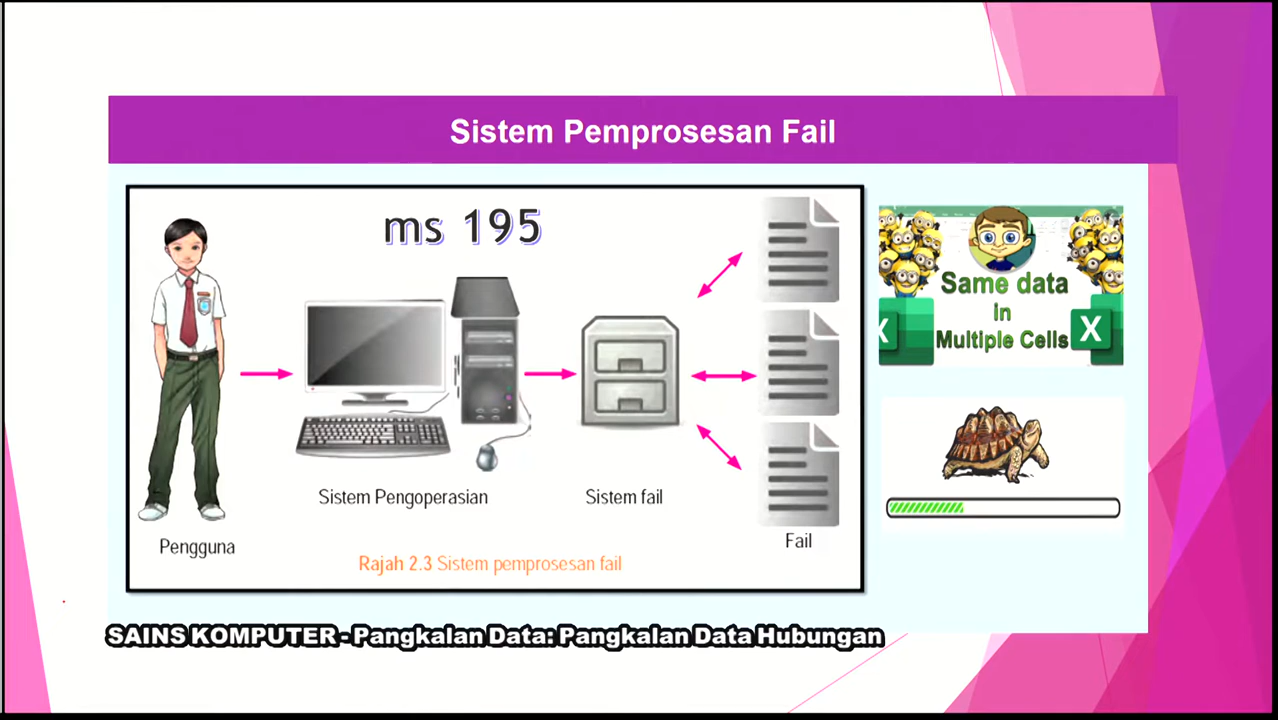 Sistem Pemprosesan Fail
ms 195
Same data
in
Multiple Cells
X
X
Sistem Pengoperasian
Sistem fail
Fail
Pengguna
Rajah 2.3 Sistem pemprosesan fail
SAINS KOMPUTER - Pangkalan Data: Pangkalan Data Hubungan